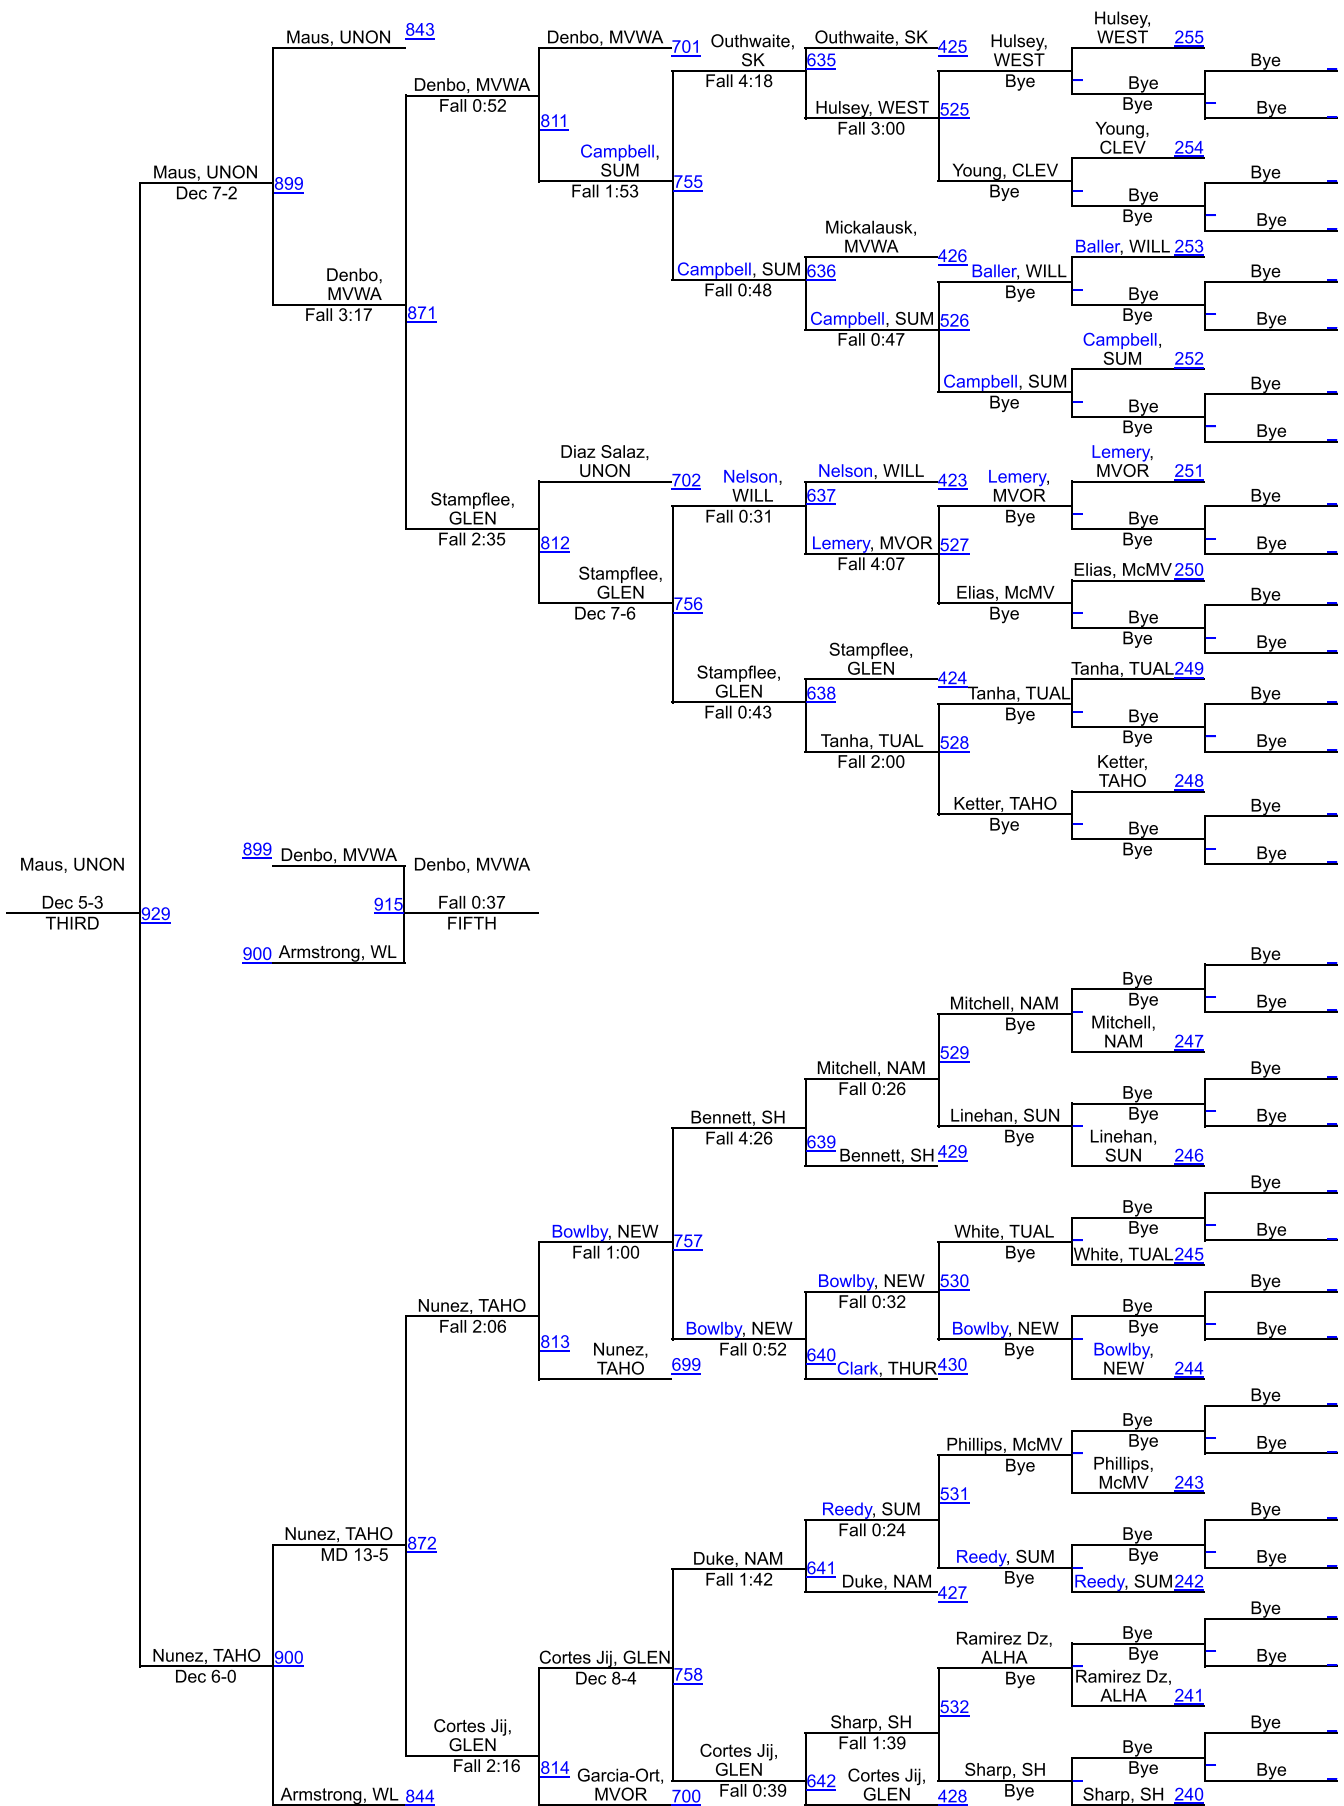 Maus, UNON
843
Denbo, MVWA
701
Outhwaite,
SK
Fall 4:18
Outhwaite, SK
425
635
Hulsey,
WEST
Bye
Hulsey,
WEST
255
Bye
Bye
Bye
Bye
Denbo, MVWA
Fall 0:52
811
Hulsey, WEST
Fall 3:00
525
Young,
CLEV
254
Campbell,
SUM
Fall 1:53
755
Young, CLEV
Bye
Bye
Bye
Bye
Bye
Maus, UNON
Dec 7-2
899
Mickalausk,
MVWA
426
Baller, WILL
253
Denbo,
MVWA
Fall 3:17
871
Campbell, SUM
Fall 0:48
636
Baller, WILL
Bye
Bye
Bye
Bye
Bye
Campbell, SUM
Fall 0:47
526
Campbell,
SUM
252
Campbell, SUM
Bye
Bye
Bye
Bye
Bye
Diaz Salaz,
UNON
702
Nelson,
WILL
Fall 0:31
Nelson, WILL
423
637
Lemery,
MVOR
Bye
Lemery,
MVOR
251
Bye
Bye
Bye
Bye
Stampflee,
GLEN
Fall 2:35
812
Lemery, MVOR
Fall 4:07
527
Elias, McMV
250
Stampflee,
GLEN
Dec 7-6
756
Elias, McMV
Bye
Bye
Bye
Bye
Bye
Stampflee,
GLEN
Fall 0:43
Stampflee,
GLEN
424
638
Tanha, TUAL
Bye
Tanha, TUAL
249
Bye
Bye
Bye
Bye
Tanha, TUAL
Fall 2:00
528
Ketter,
TAHO
248
Ketter, TAHO
Bye
Bye
Bye
Bye
Bye
Maus, UNON
Dec 5-3
THIRD
929
899
Denbo, MVWA
915
Denbo, MVWA
Fall 0:37
FIFTH
900
Armstrong, WL
Mitchell, NAM
Bye
Bye
Bye
Bye
Bye
Mitchell,
NAM
247
529
Mitchell, NAM
Fall 0:26
Bennett, SH
Fall 4:26
639
Bennett, SH
429
Linehan, SUN
Bye
Bye
Bye
Bye
Bye
Linehan,
SUN
246
Bowlby, NEW
Fall 1:00
757
White, TUAL
Bye
Bye
Bye
Bye
Bye
White, TUAL
245
Nunez, TAHO
Fall 2:06
813
Bowlby, NEW
Fall 0:32
530
Bowlby, NEW
Fall 0:52
640
Nunez,
TAHO
699
Clark, THUR
430
Bowlby, NEW
Bye
Bye
Bye
Bye
Bye
Bowlby,
NEW
244
Phillips, McMV
Bye
Bye
Bye
Bye
Bye
Phillips,
McMV
243
531
Nunez, TAHO
MD 13-5
872
Reedy, SUM
Fall 0:24
Duke, NAM
Fall 1:42
641
Duke, NAM
427
Reedy, SUM
Bye
Bye
Bye
Bye
Bye
Reedy, SUM
242
Nunez, TAHO
Dec 6-0
900
Cortes Jij, GLEN
Dec 8-4
758
Ramirez Dz,
ALHA
Bye
Bye
Bye
Bye
Bye
Ramirez Dz,
ALHA
241
532
Cortes Jij,
GLEN
Fall 2:16
814
Sharp, SH
Fall 1:39
Cortes Jij,
GLEN
Fall 0:39
642
Sharp, SH
Bye
Bye
Bye
Bye
Bye
Armstrong, WL
844
Garcia-Ort,
MVOR
700
Cortes Jij,
GLEN
428
Sharp, SH
240